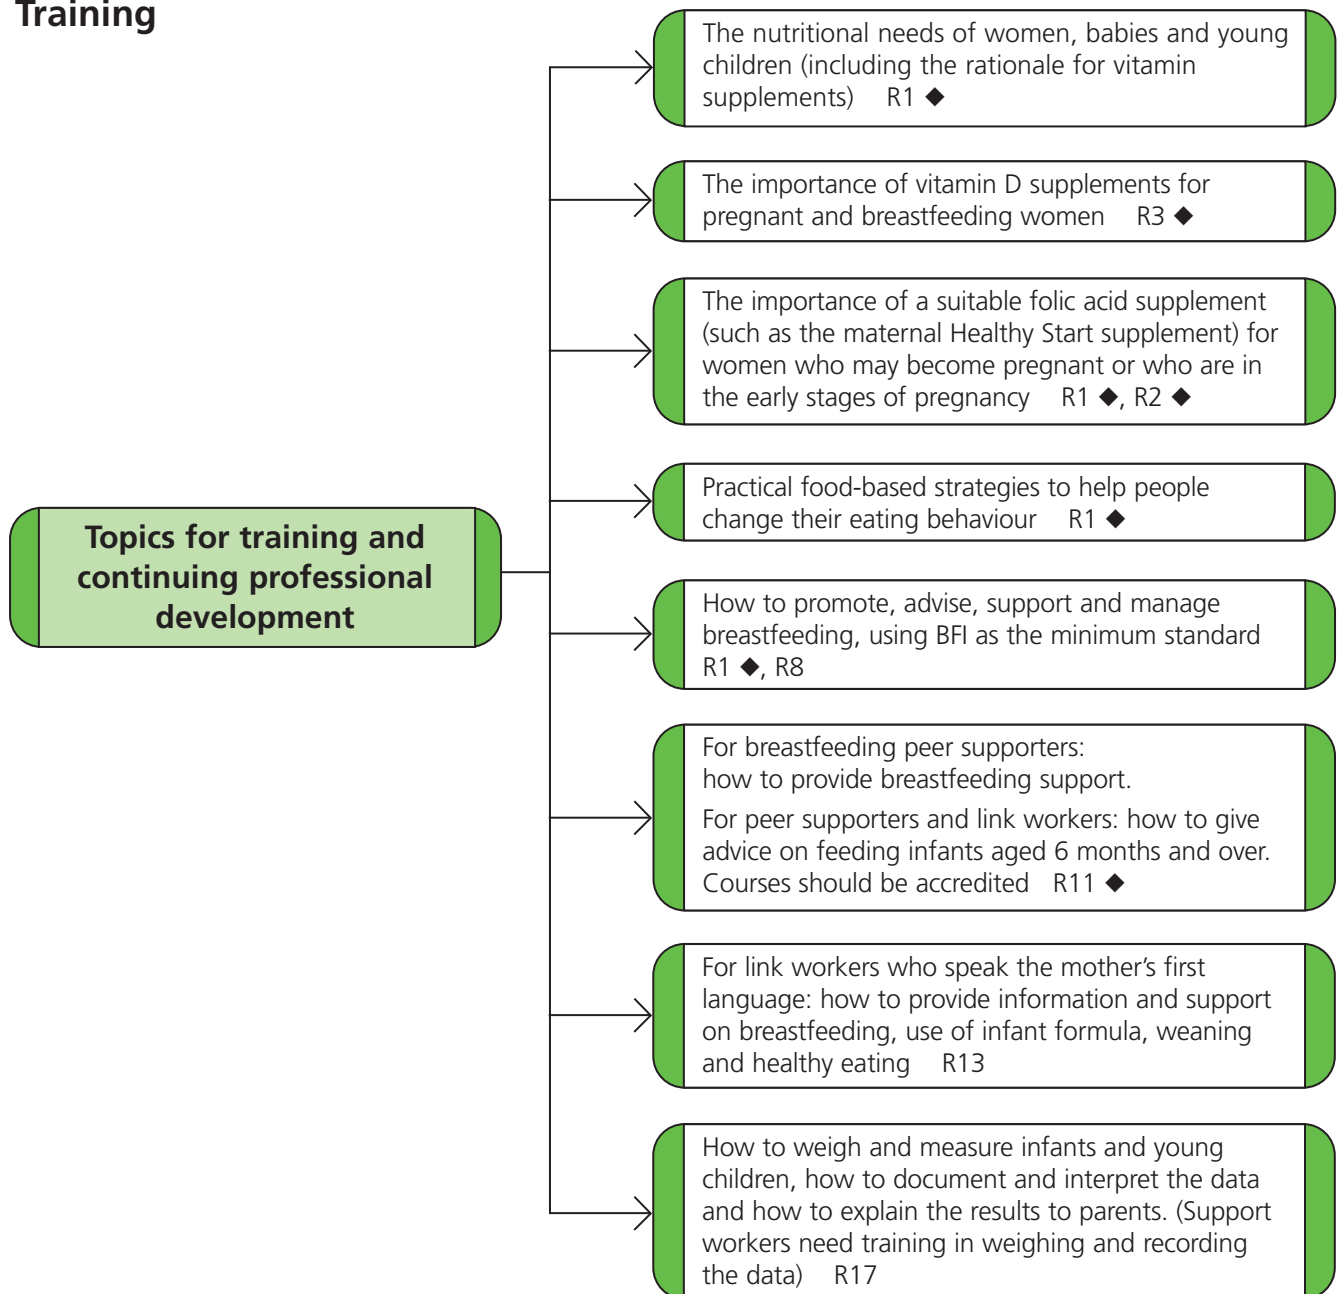 Training
The nutritional needs of women, babies and young
children (including the rationale for vitamin
supplements) R1 ◆
The importance of vitamin D supplements for
pregnant and breastfeeding women R3 ◆
The importance of a suitable folic acid supplement
(such as the maternal Healthy Start supplement) for
women who may become pregnant or who are in
the early stages of pregnancy R1 ◆, R2 ◆
Practical food-based strategies to help people
change their eating behaviour R1 ◆
Topics for training and
continuing professional
development
How to promote, advise, support and manage
breastfeeding, using BFI as the minimum standard
R1 ◆, R8
For breastfeeding peer supporters:
how to provide breastfeeding support.
For peer supporters and link workers: how to give
advice on feeding infants aged 6 months and over.
Courses should be accredited R11 ◆
For link workers who speak the mother’s first
language: how to provide information and support
on breastfeeding, use of infant formula, weaning
and healthy eating R13
How to weigh and measure infants and young
children, how to document and interpret the data
and how to explain the results to parents. (Support
workers need training in weighing and recording
the data) R17